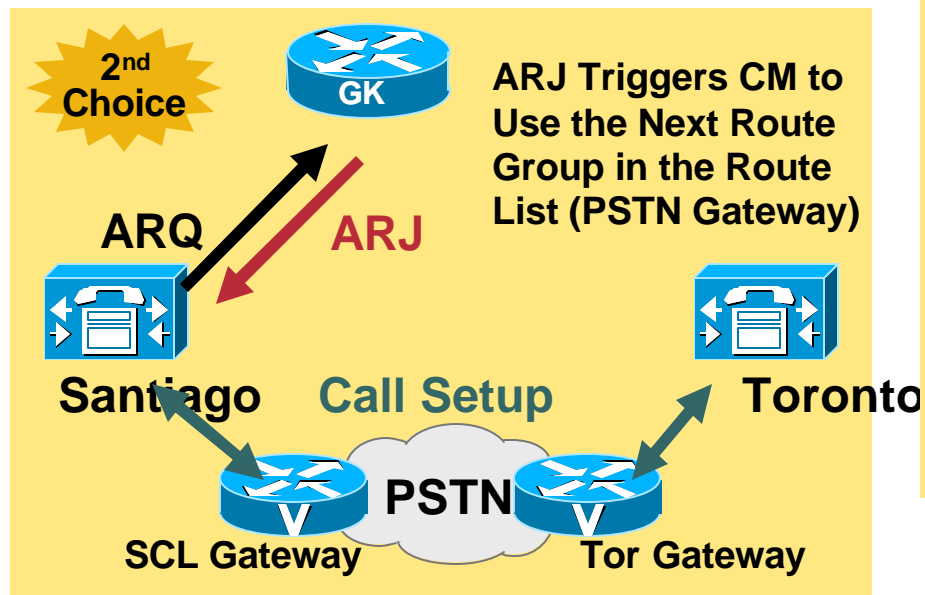 2nd
Choice
GK
ARJ Triggers CM to
Use the Next Route
Group in the Route
List (PSTN Gateway)
ARQ
ARJ
Santiago
Call Setup
Toronto
PSTN
V
V
SCL Gateway
Tor Gateway